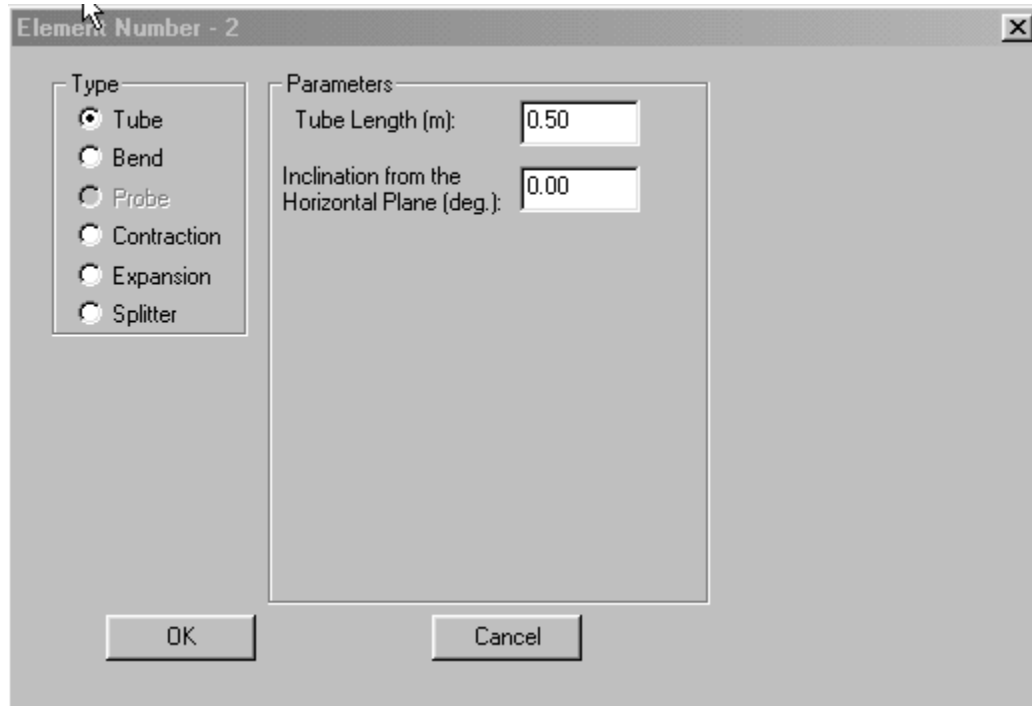 Element Number - 2
Type
Tube
Bend
Probe
Contraction
Expansion
Splitter
Parameters
Tube Length (m):
0.50
Inclination from the
Horizontal Plane (deg.):
0.00
OK
Cancel